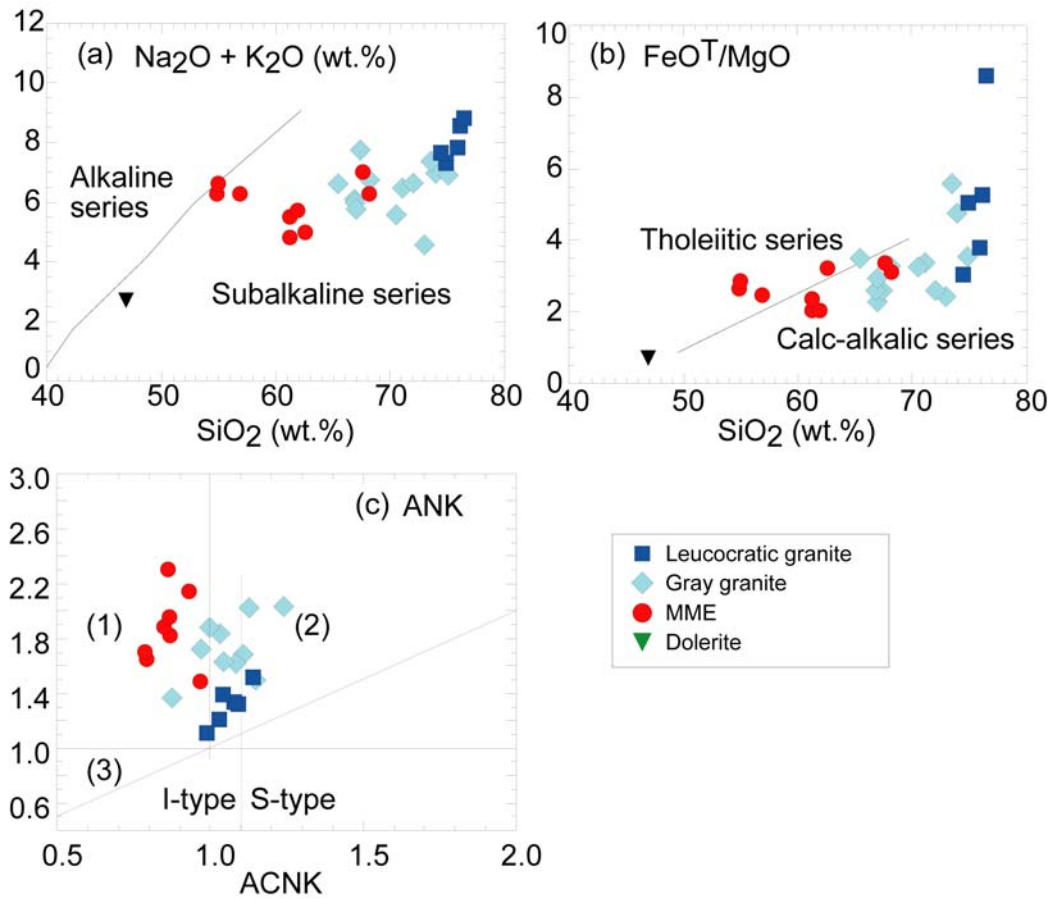 (a) Na2O + K2O (wt.%)
12
10
8
6
4
2
0
Alkaline
series
Subalkaline series
40 50 60 70 80
SiO2 (wt.%)
(b) FeO^T/MgO
10
8
6
4
2
0
Tholeiitic series
Calc-alkalic series
40 50 60 70 80
SiO2 (wt.%)
(c) ANK
3.0
2.6
2.2
1.8
1.4
1.0
0.6
(1)
(2)
(3)
I-type S-type
0.5 1.0 1.5 2.0
ACNK
Leucocratic granite
Gray granite
MME
Dolerite